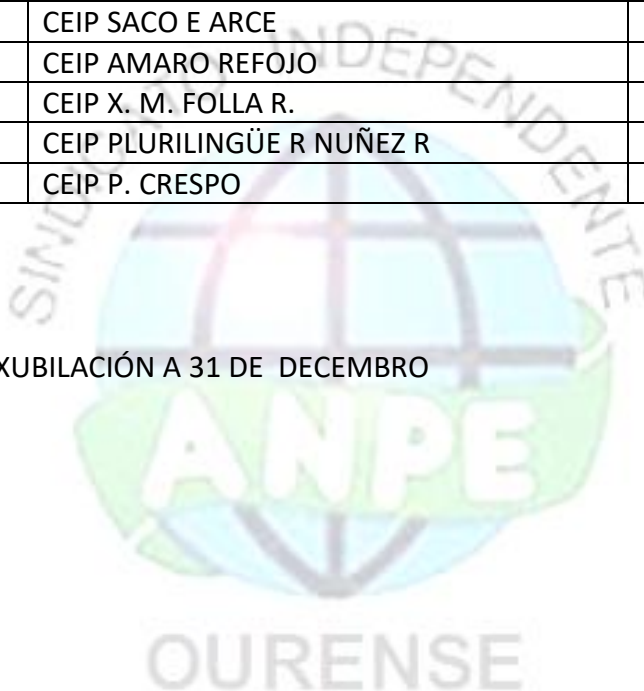 CEIP SACO E ARCE
CEIP AMARO REFOJO
CEIP X. M. FOLLA R.
CEIP PLURILINGÜE R NUÑEZ R
CEIP P. CRESPO
SINDICATO INDEPENDENTE
XUBILACIÓN A 31 DE DECEMBRO
ANPE
OURENSE